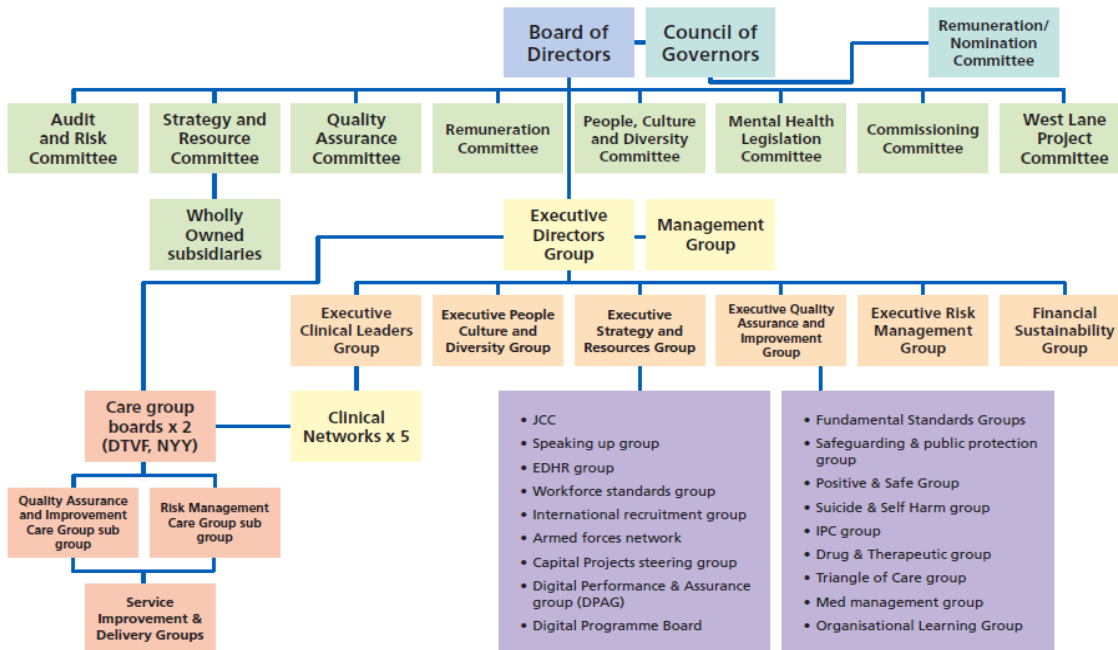 Board of
Directors
Council of
Governors
Remuneration/
Nomination
Committee
Audit
and Risk
Committee
Strategy and
Resource
Committee
Quality
Assurance
Committee
Remuneration
Committee
People, Culture
and Diversity
Committee
Mental Health
Legislation
Committee
Commissioning
Committee
West Lane
Project
Committee
Wholly
Owned
subsidiaries
Executive
Directors
Group
Management
Group
Executive
Clinical Leaders
Group
Executive People
Culture and
Diversity Group
Executive
Strategy and
Resources Group
Executive Quality
Assurance and
Improvement
Group
Executive Risk
Management
Group
Financial
Sustainability
Group
Care group
boards x 2
(DTVF, NYY)
Clinical
Networks x 5
Quality Assurance
and Improvement
Care Group sub
group
Risk Management
Care Group sub
group
Service
Improvement &
Delivery Groups
• JCC
• Speaking up group
• EDHR group
• Workforce standards group
• International recruitment group
• Armed forces network
• Capital Projects steering group
• Digital Performance & Assurance
group (DPAG)
• Digital Programme Board
• Fundamental Standards Groups
• Safeguarding & public protection
group
• Positive & Safe Group
• Suicide & Self Harm group
• IPC group
• Drug & Therapeutic group
• Triangle of Care group
• Med management group
• Organisational Learning Group